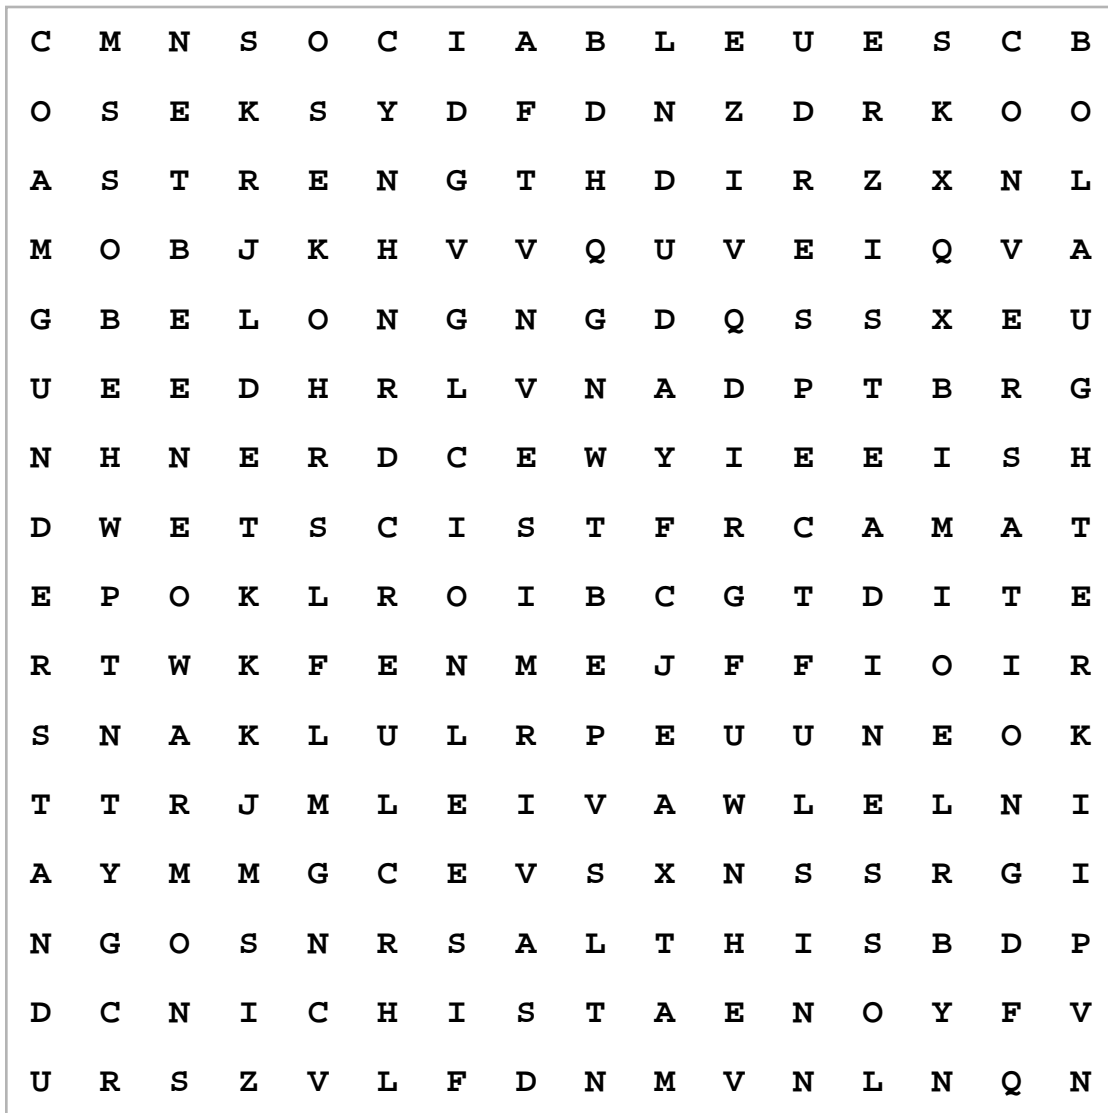 C M N S O C I A B L E U E S C B
O S E K S Y D F D N Z D R K O O
A S T R E N G T H D I R Z X N L
M O B J K H V V Q U V E I Q V A
G B E L O N G N G D Q S S X E U
U E E D H R L V N A D P T B R G
N H N E R D C E W Y I E E I S H
D W E T S C I S T F R C A M A T
E P O K L R O I B C G T D I T E
R T W K F E N M E J F F I O I R
S N A K L U L R P E U U N E O K
T T R J M L E I V A W L E L N I
A Y M M G C E V S X N S S R G I
N G O S N R S A L T H I S B D P
D C N I C H I S T A E N O Y F V
U R S Z V L F D N M V N L N Q N